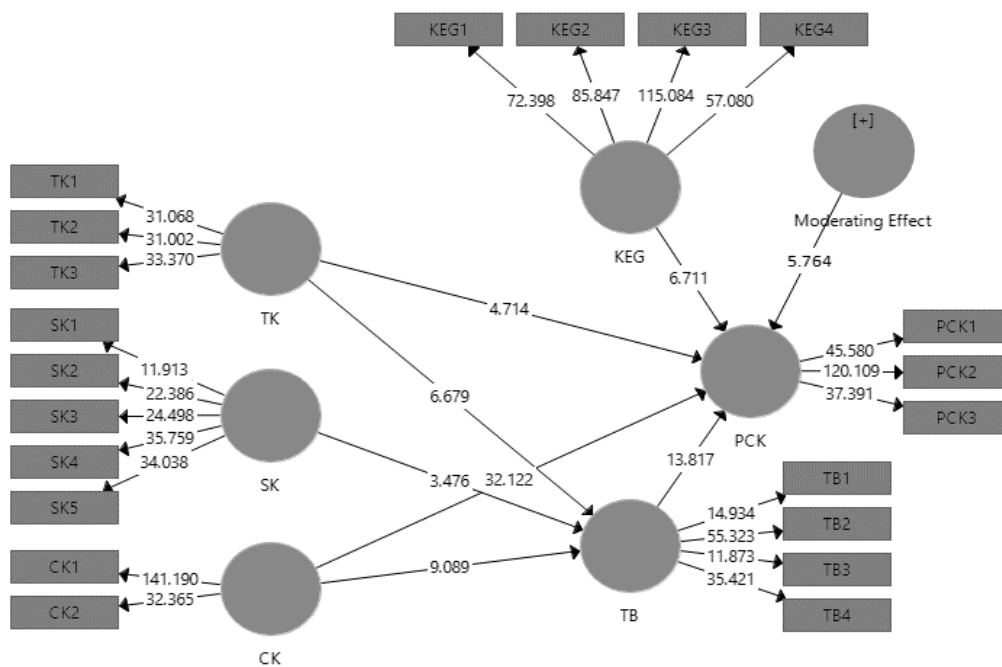 KEG1
KEG2
KEG3
KEG4
72.398
85.847
115.084
57.080
[+]
Moderating Effect
KEG
6.711
5.764
TK1
TK2
TK3
31.068
31.002
33.370
TK
4.714
6.679
SK1
SK2
SK3
SK4
SK5
11.913
22.386
24.498
35.759
34.038
SK
3.476
32.122
PCK
45.580
120.109
37.391
PCK1
PCK2
PCK3
13.817
CK1
CK2
141.190
32.365
CK
9.089
TB
14.934
55.323
11.873
35.421
TB1
TB2
TB3
TB4